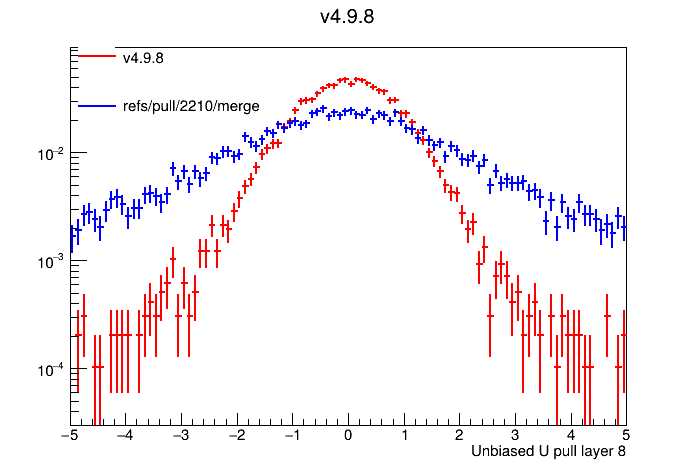 v4.9.8
v4.9.8
refs/pull/2210/merge
10⁻²
10⁻³
10⁻⁴
−5 −4 −3 −2 −1 0 1 2 3 4 5
Unbiased U pull layer 8